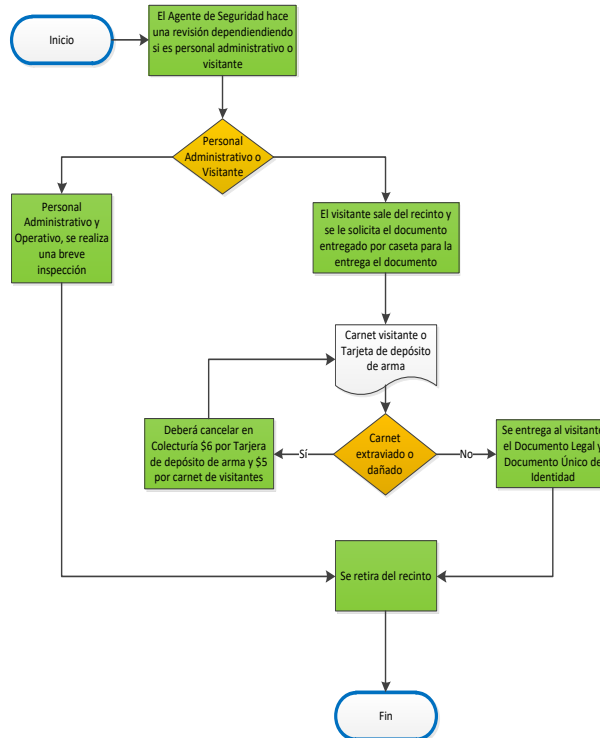 Inicio
El Agente de Seguridad hace
una revisión dependiendiendo
si es personal administrativo o
visitante
Personal
Administrativo o
Visitante
Personal
Administrativo y
Operativo, se realiza
una breve
inspección
El visitante sale del recinto y
se le solicita el documento
entregado por caseta para la
entrega el documento
Carnet visitante o
Tarjeta de depósito
de arma
Deberá cancelar en
Colecturía $6 por Tarjera
de depósito de arma y $5
por carnet de visitantes
Sí
Carnet
extraviado o
dañado
No
Se entrega al visitante
el Documento Legal y
Documento Único de
Identidad
Se retira del recinto
Fin